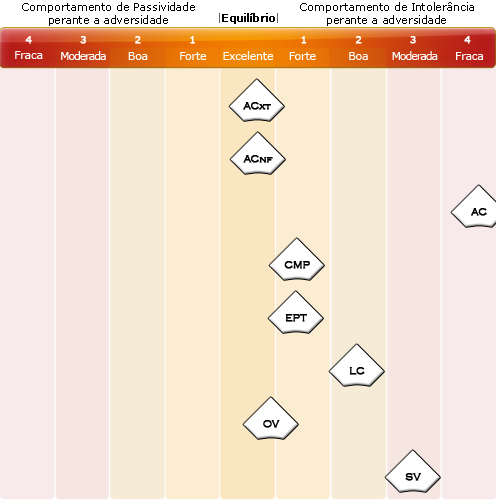 Comportamento de Passividade
perante a adversidade
|Equilíbrio|
Comportamento de Intolerância
perante a adversidade
4 3 2 1 1 2 3 4
Fraca Moderada Boa Forte Excelente Forte Boa Moderada Fraca
ACXT
ACNF
AC
CMP
EPT
LC
OV
SV